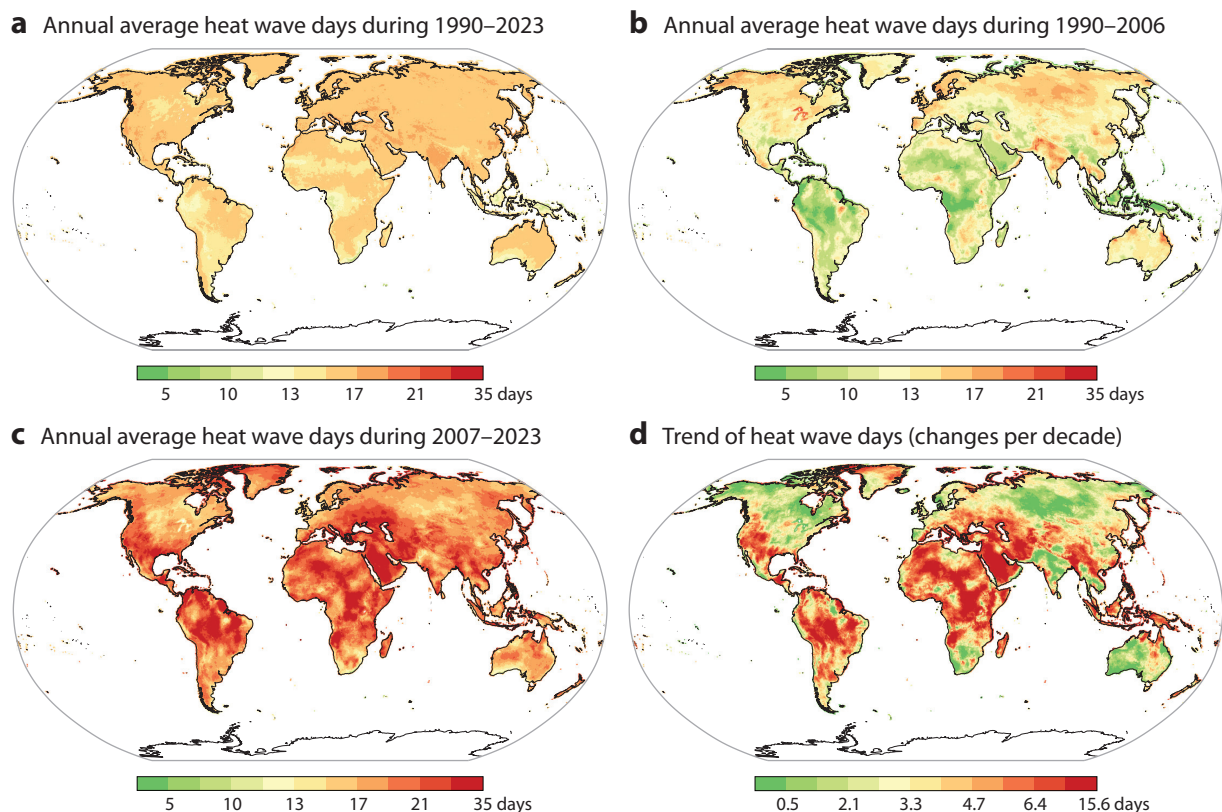 a Annual average heat wave days during 1990–2023
b Annual average heat wave days during 1990–2006
5 10 13 17 21 35 days
5 10 13 17 21 35 days
c Annual average heat wave days during 2007–2023
d Trend of heat wave days (changes per decade)
5 10 13 17 21 35 days
0.5 2.1 3.3 4.7 6.4 15.6 days